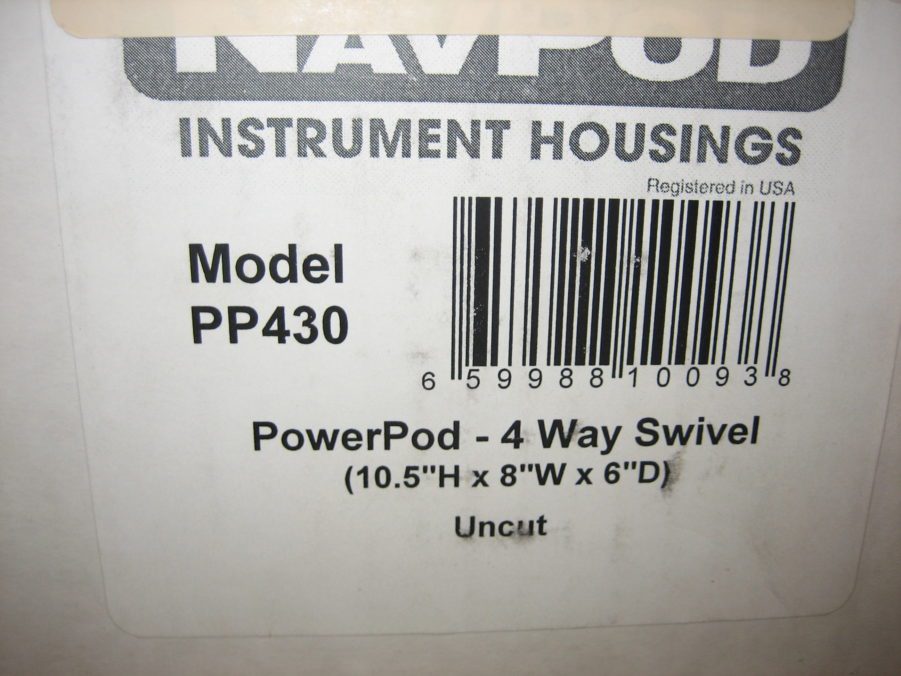 NAVPOD
INSTRUMENT HOUSINGS
Registered in USA
Model
PP430
6 59988 10093 8
PowerPod - 4 Way Swivel
(10.5"H x 8"W x 6"D)
Uncut